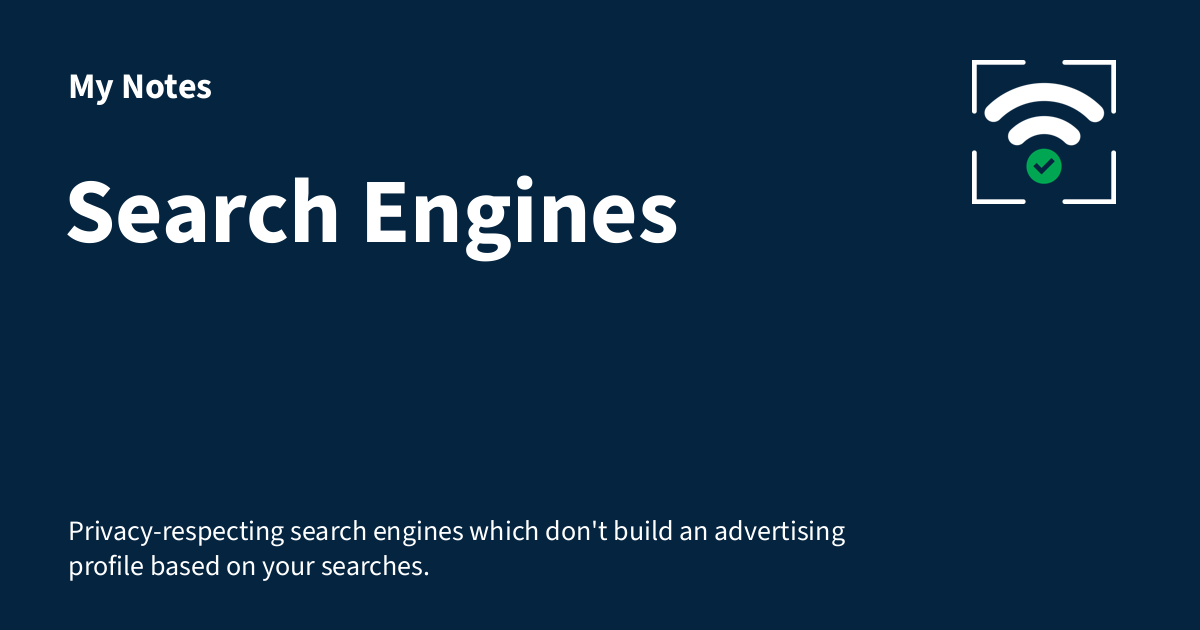 My Notes
Search Engines
Privacy-respecting search engines which don't build an advertising
profile based on your searches.